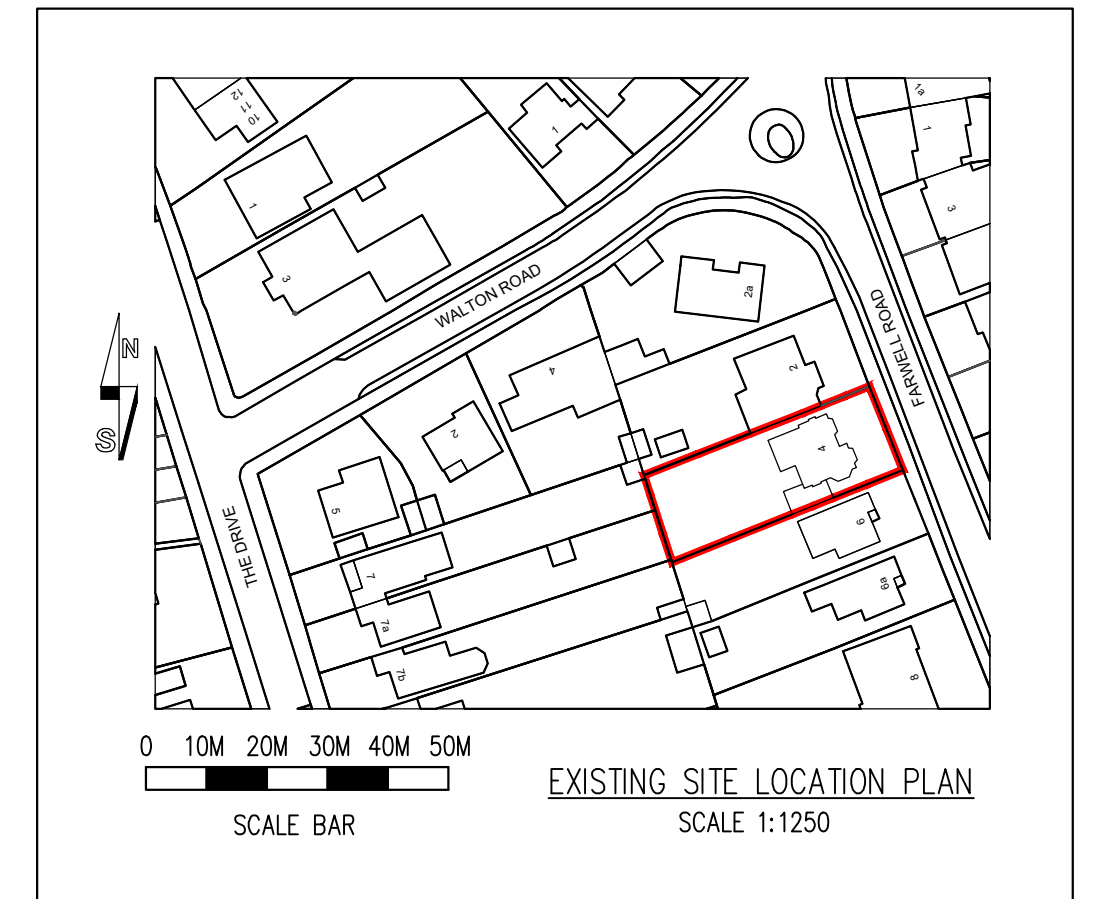 12
11
10
1
1
1a
1
3
3
WALTON ROAD
2a
FARWELL ROAD
N
S
4
2
2
4
5
6
THE DRIVE
7
6a
7a
7b
8
0 10M 20M 30M 40M 50M
SCALE BAR
EXISTING SITE LOCATION PLAN
SCALE 1:1250